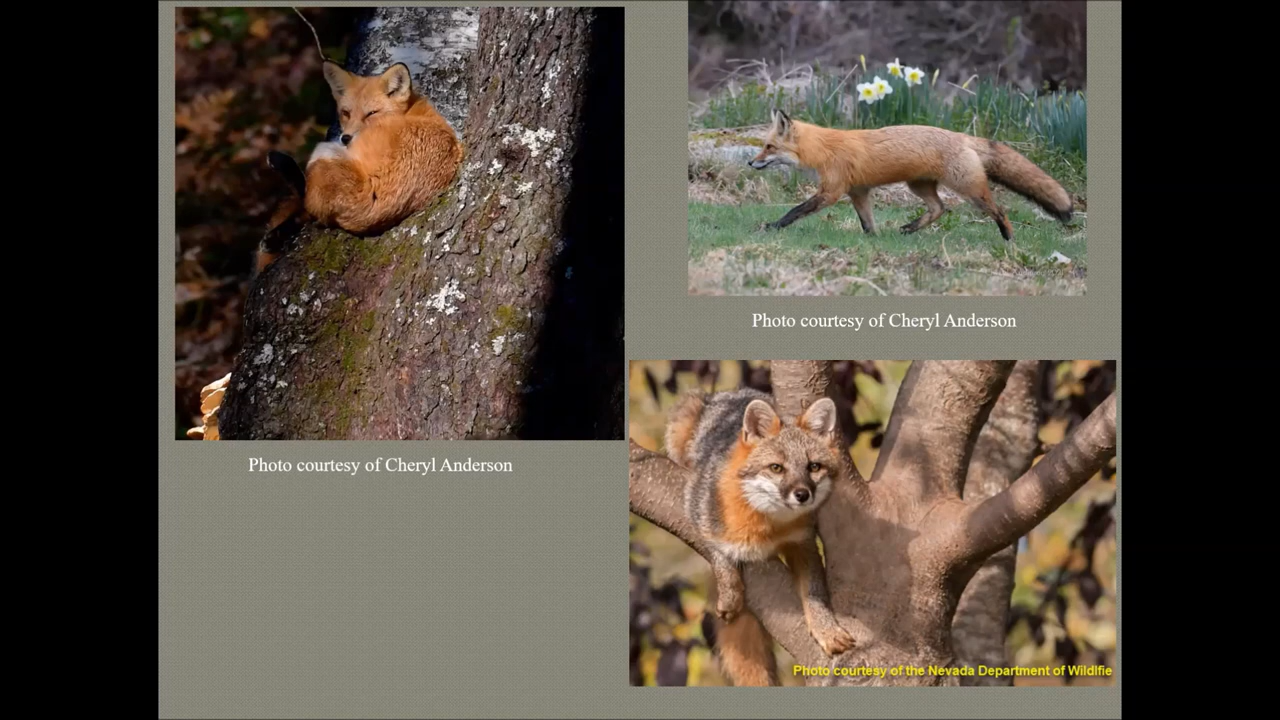 Photo courtesy of Cheryl Anderson
Photo courtesy of Cheryl Anderson
Photo courtesy of the Nevada Department of Wildlfie